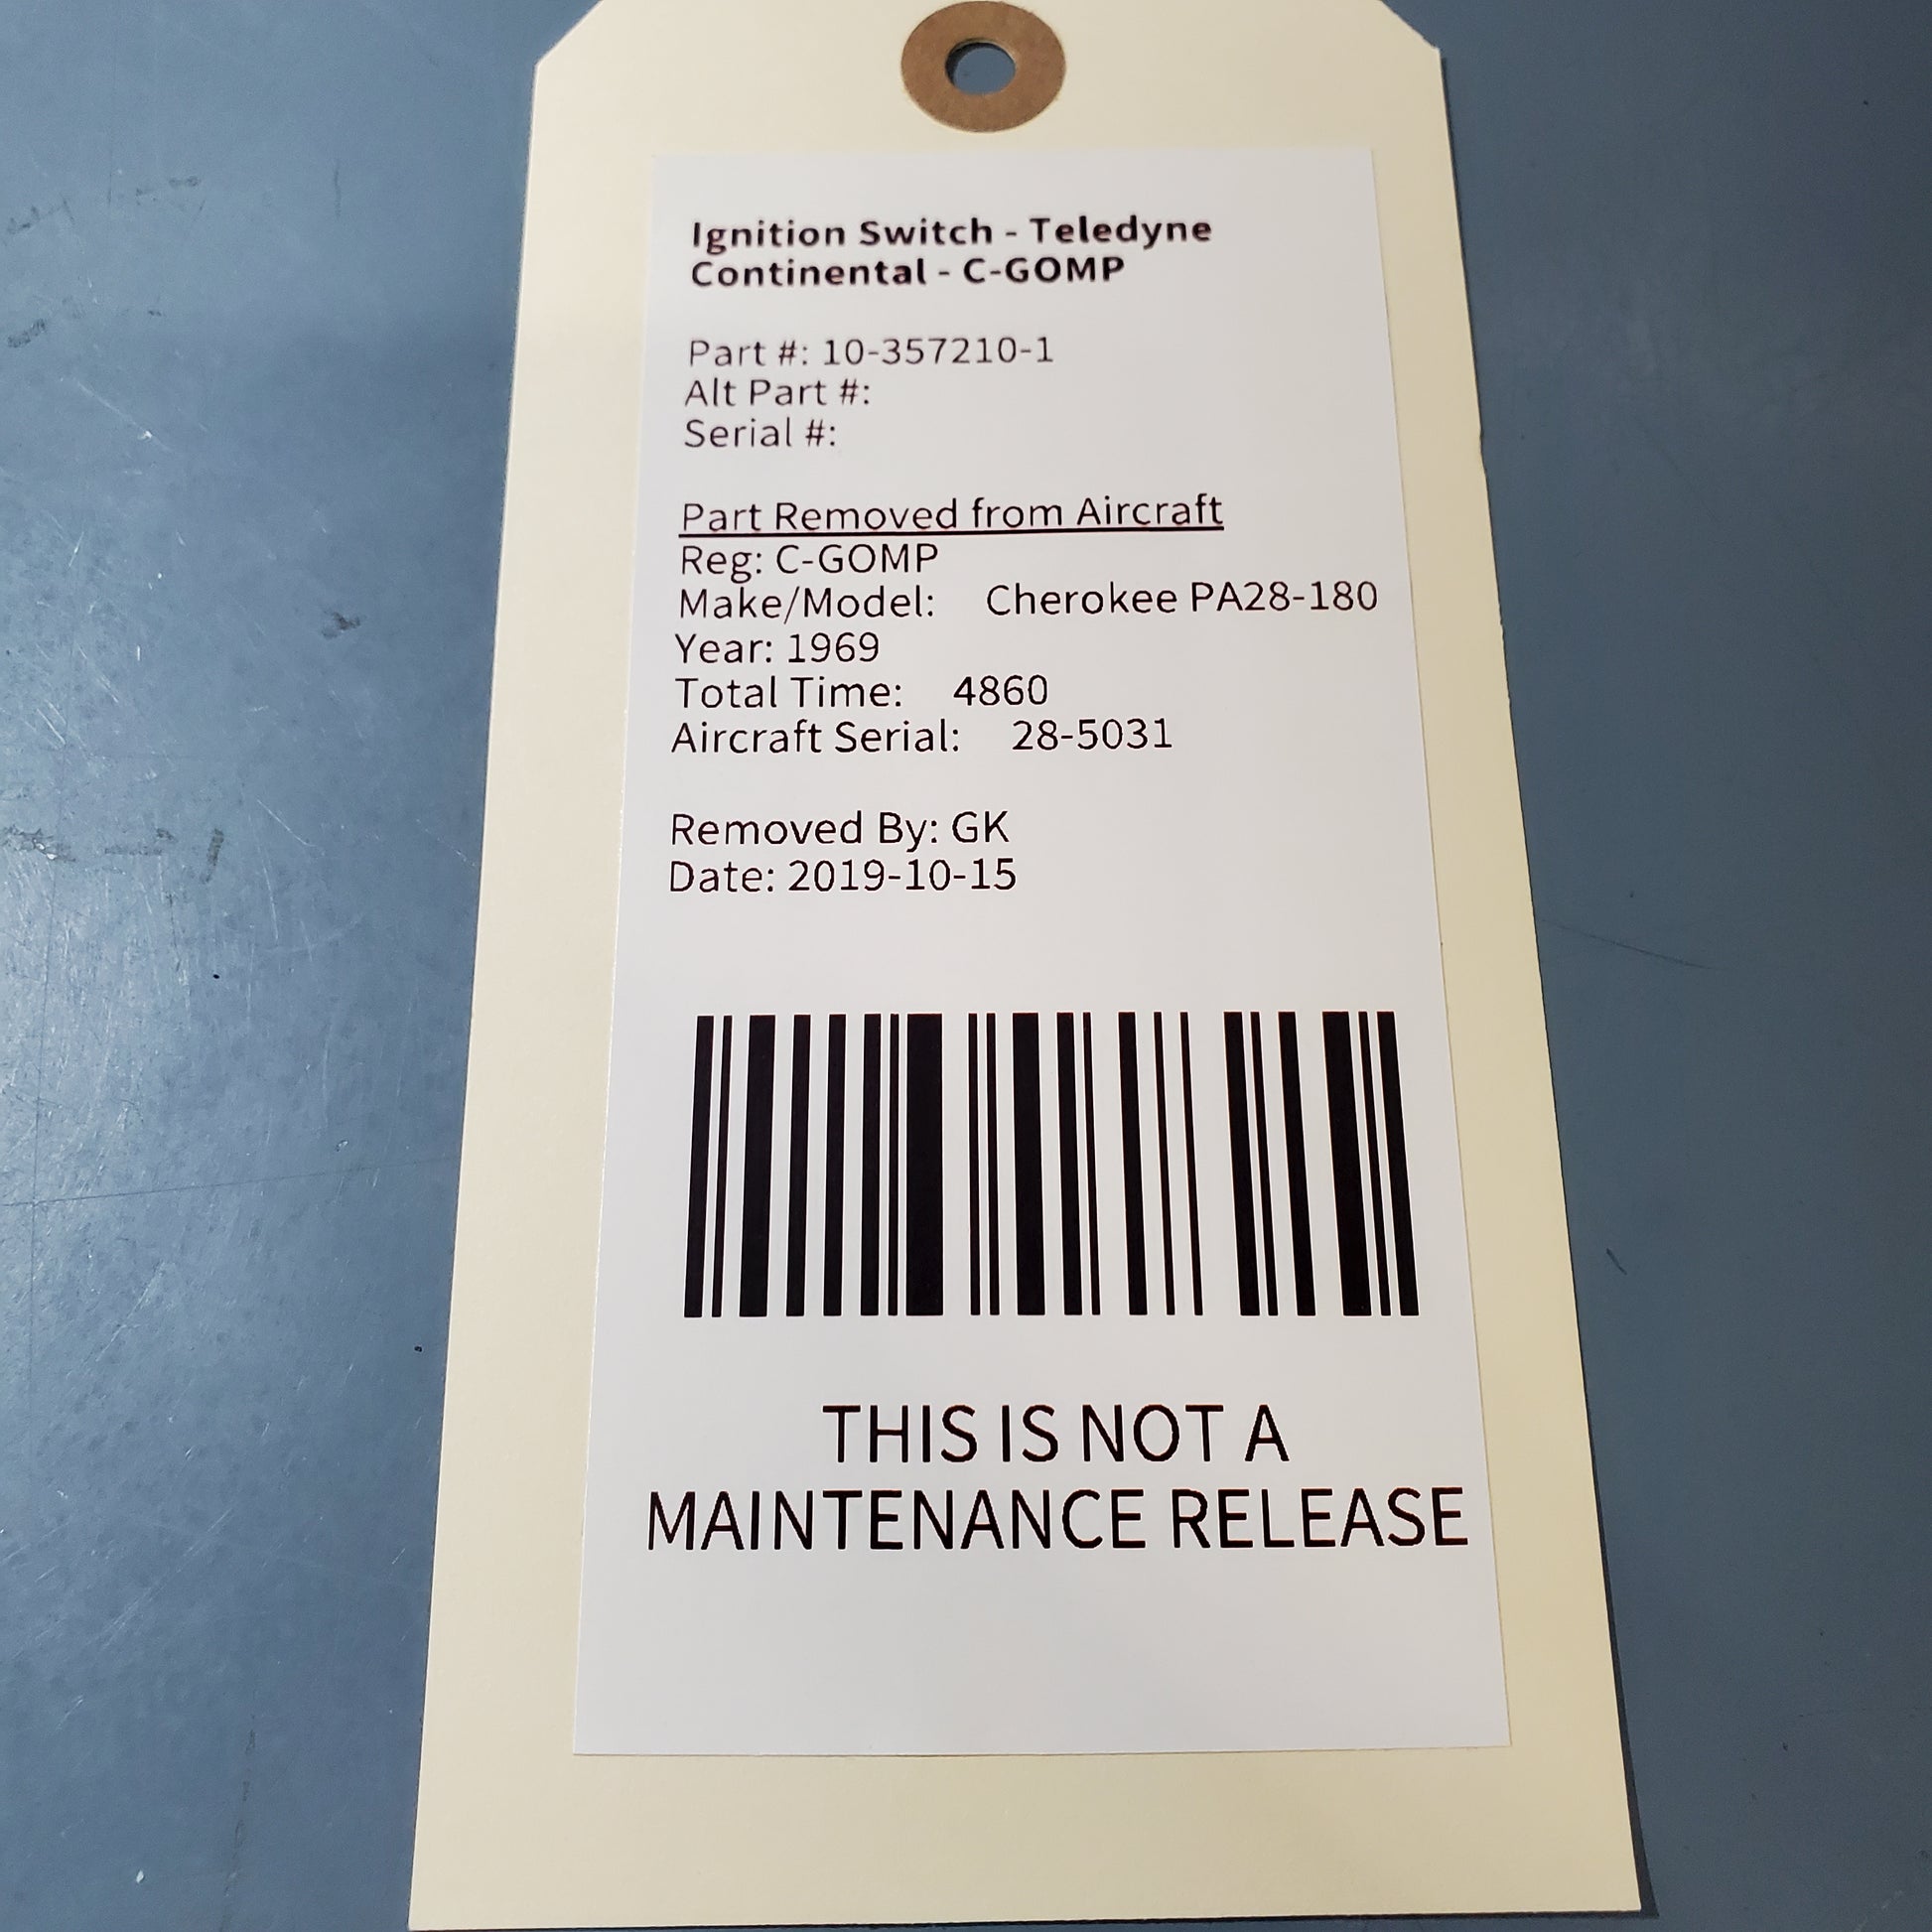 Ignition Switch - Teledyne
Continental - C-GOMP
Part #: 10-357210-1
Alt Part #:
Serial #:
Part Removed from Aircraft
Reg: C-GOMP
Make/Model: Cherokee PA28-180
Year: 1969
Total Time: 4860
Aircraft Serial: 28-5031
Removed By: GK
Date: 2019-10-15
THIS IS NOT A
MAINTENANCE RELEASE